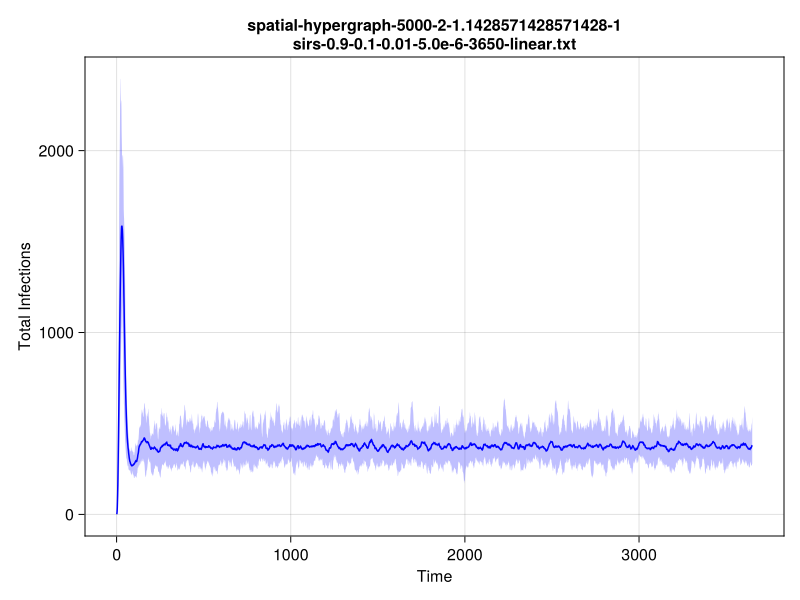 spatial-hypergraph-5000-2-1.1428571428571428-1
sirs-0.9-0.1-0.01-5.0e-6-3650-linear.txt
Total Infections
2000
1000
0
0
1000
2000
3000
Time